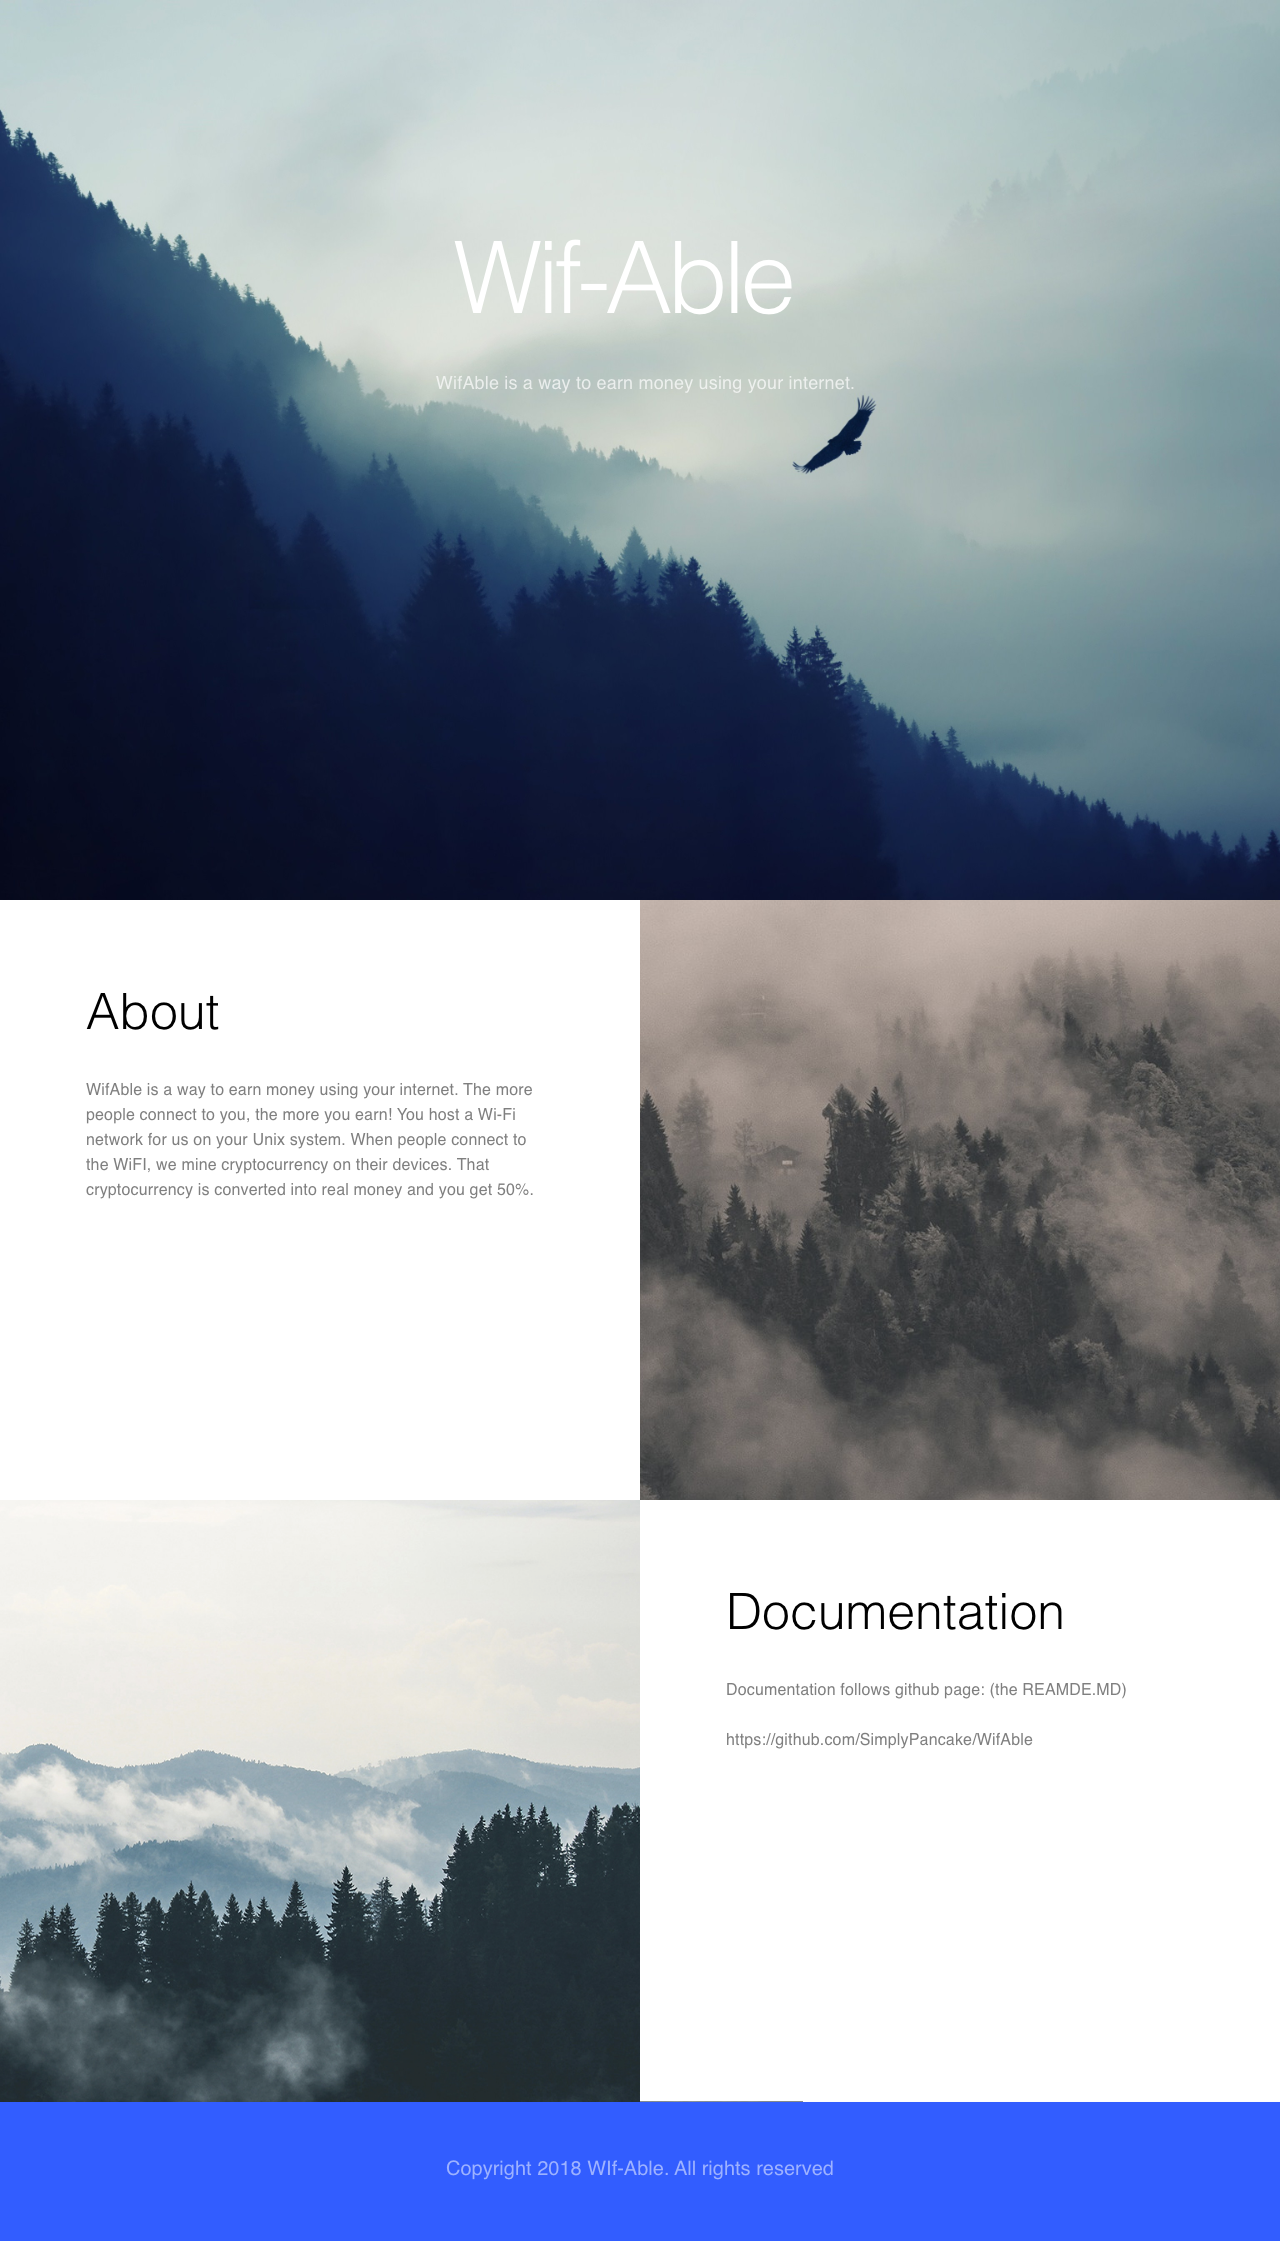 Wif-Able
WifAble is a way to earn money using your internet.
About
WifAble is a way to earn money using your internet. The more
people connect to you, the more you earn! You host a Wi-Fi
network for us on your Unix system. When people connect to
the WiFI, we mine cryptocurrency on their devices. That
cryptocurrency is converted into real money and you get 50%.
Documentation
Documentation follows github page: (the REAMDE.MD)
https://github.com/SimplyPancake/WifAble
Copyright 2018 WIf-Able. All rights reserved